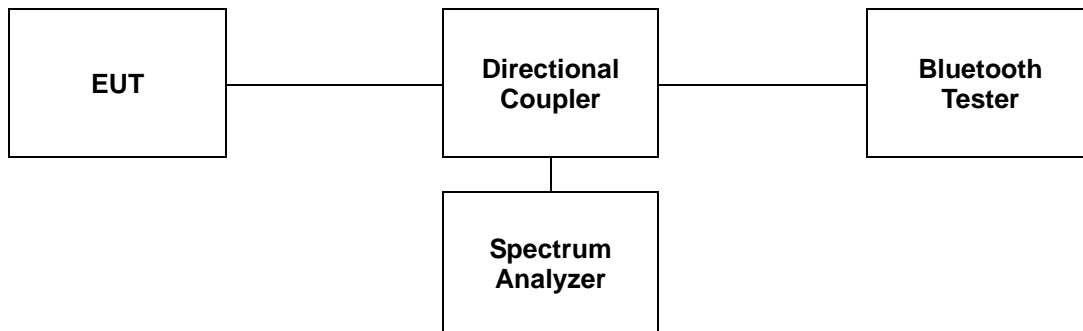 EUT
Directional
Coupler
Bluetooth
Tester
Spectrum
Analyzer